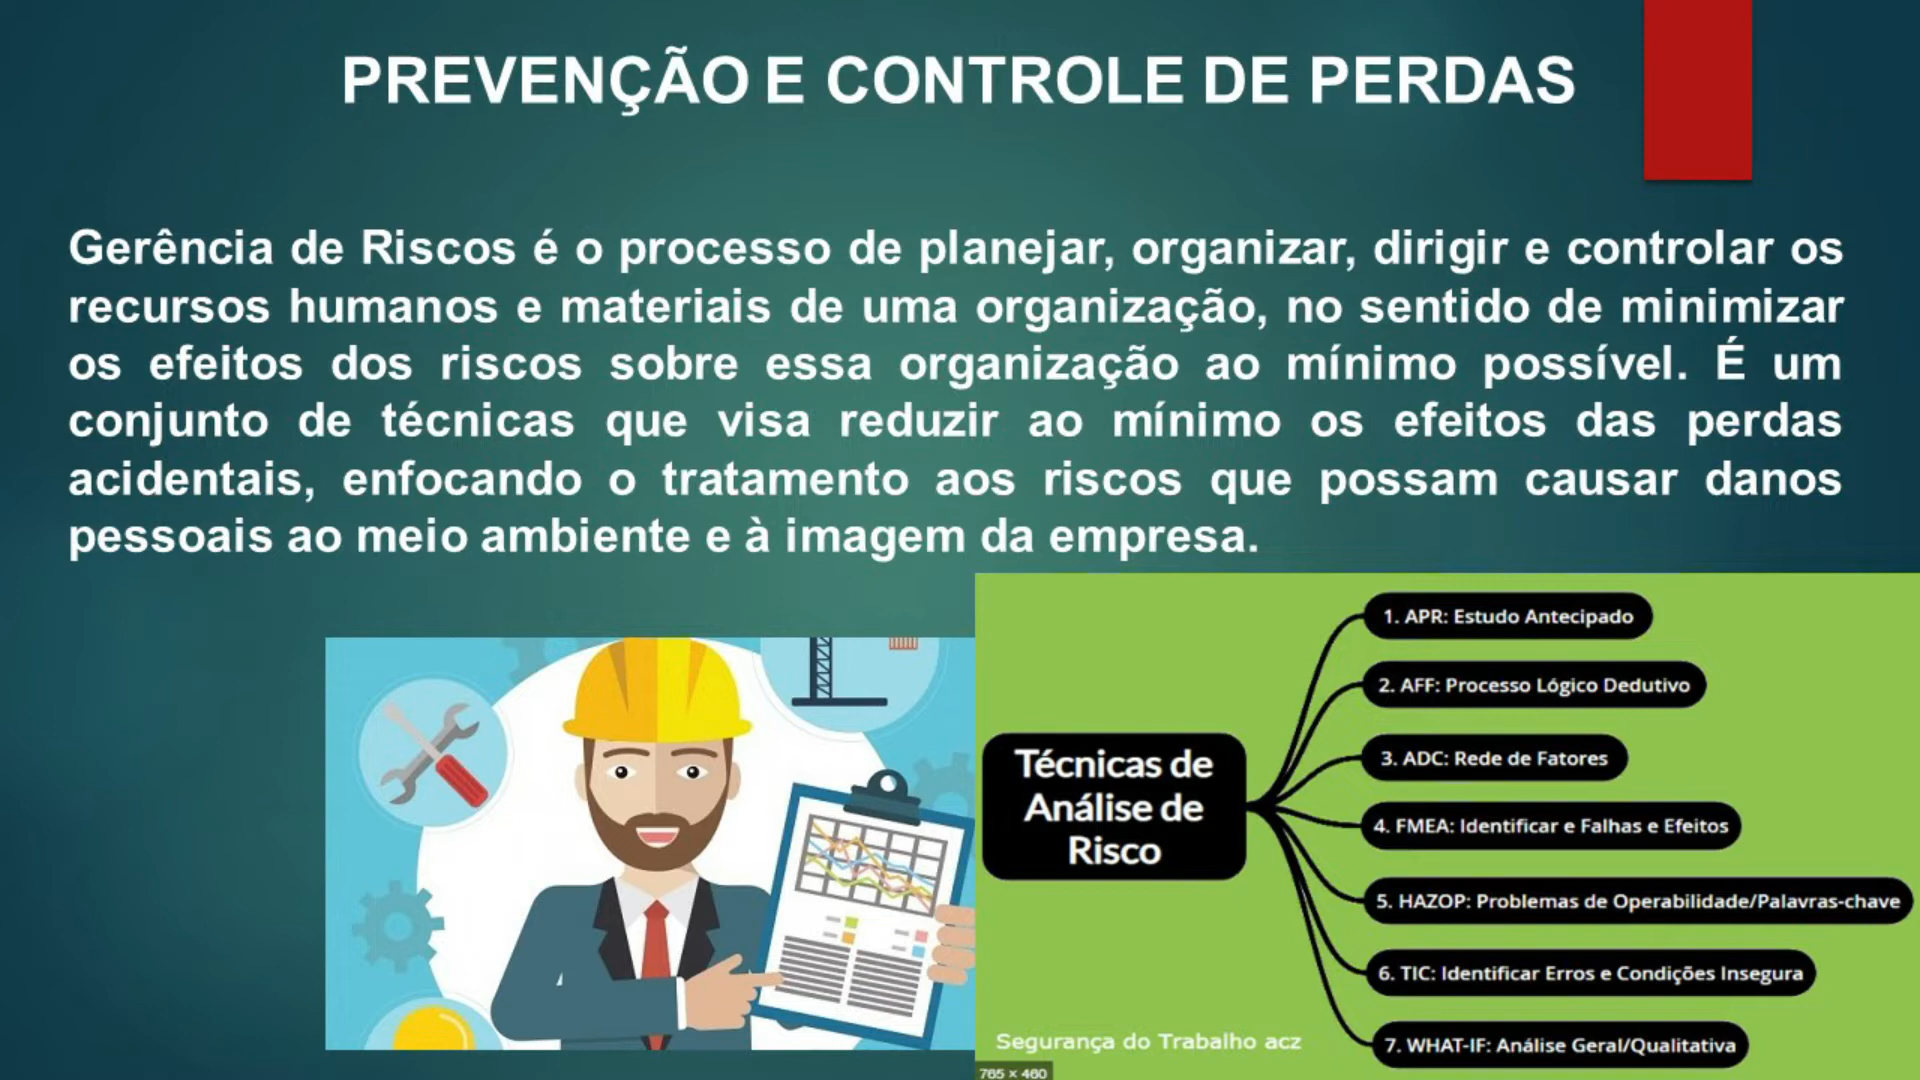 PREVENÇÃO E CONTROLE DE PERDAS
Gerência de Riscos é o processo de planejar, organizar, dirigir e controlar os
recursos humanos e materiais de uma organização, no sentido de minimizar
os efeitos dos riscos sobre essa organização ao mínimo possível. É um
conjunto de técnicas que visa reduzir ao mínimo os efeitos das perdas
acidentais, enfocando o tratamento aos riscos que possam causar danos
pessoais ao meio ambiente e à imagem da empresa.
Técnicas de
Análise de
Risco
1. APR: Estudo Antecipado
2. AFF: Processo Lógico Dedutivo
3. ADC: Rede de Fatores
4. FMEA: Identificar e Falhas e Efeitos
5. HAZOP: Problemas de Operabilidade/Palavras-chave
6. TIC: Identificar Erros e Condições Insegura
7. WHAT-IF: Análise Geral/Qualitativa
Segurança do Trabalho acz
765 × 460